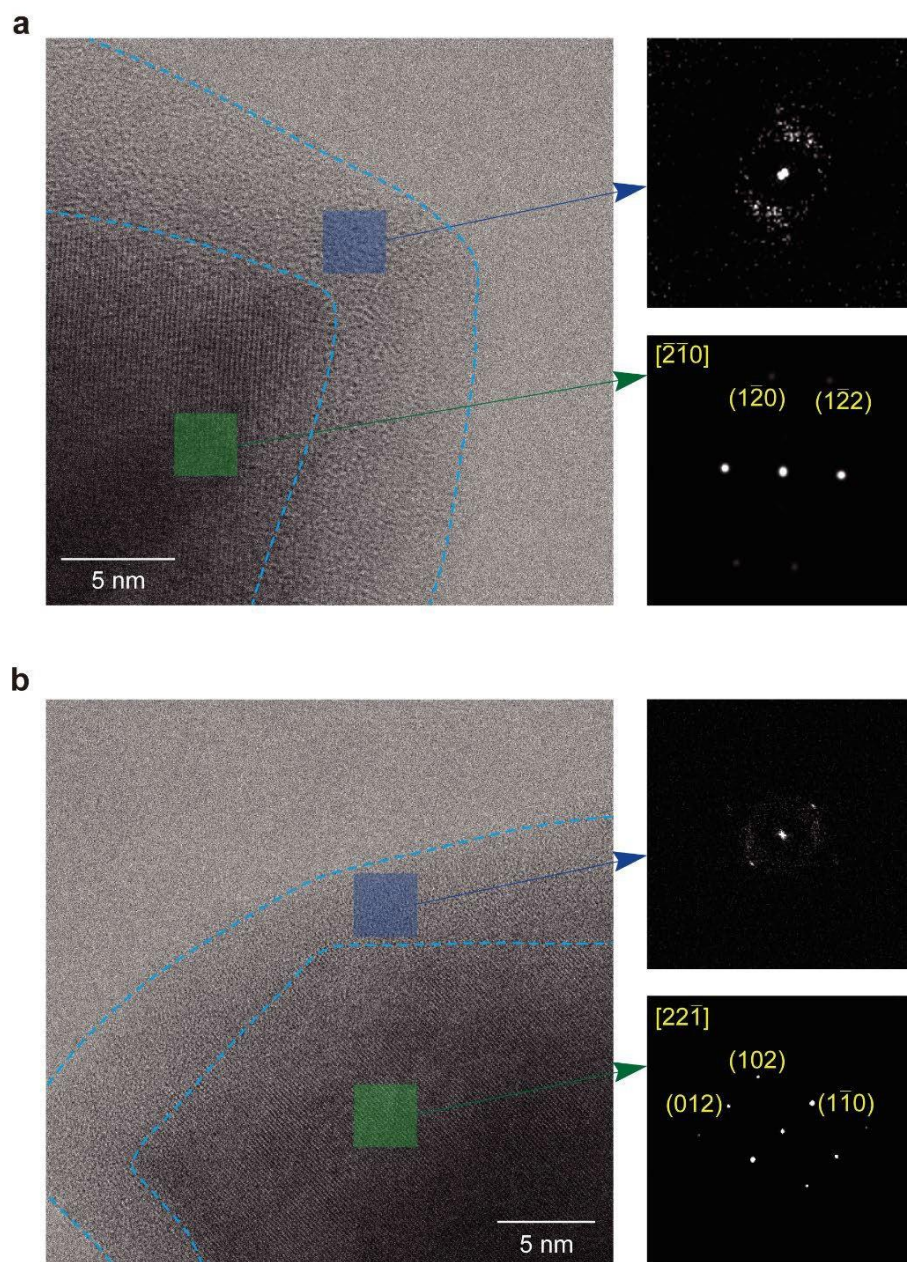 a
[2̅1̅0]
(12̅0)
(12̅2)
5 nm
b
[221̅]
(102)
(012)
(11̅0)
5 nm